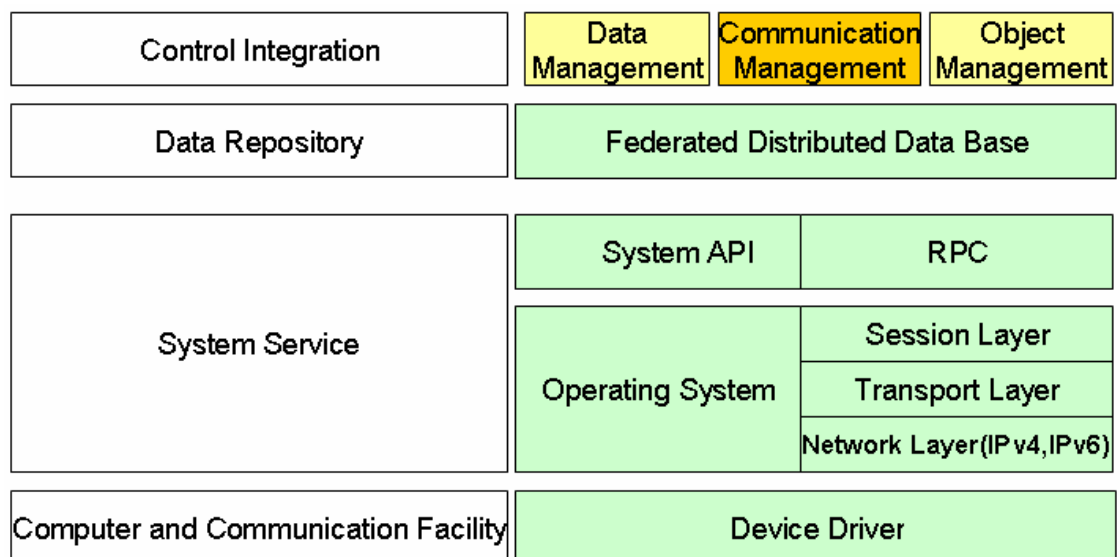 Control Integration
Data
Management
Communication
Management
Object
Management
Data Repository
Federated Distributed Data Base
System Service
System API
RPC
Operating System
Session Layer
Transport Layer
Network Layer(IPv4,IPv6)
Computer and Communication Facility
Device Driver